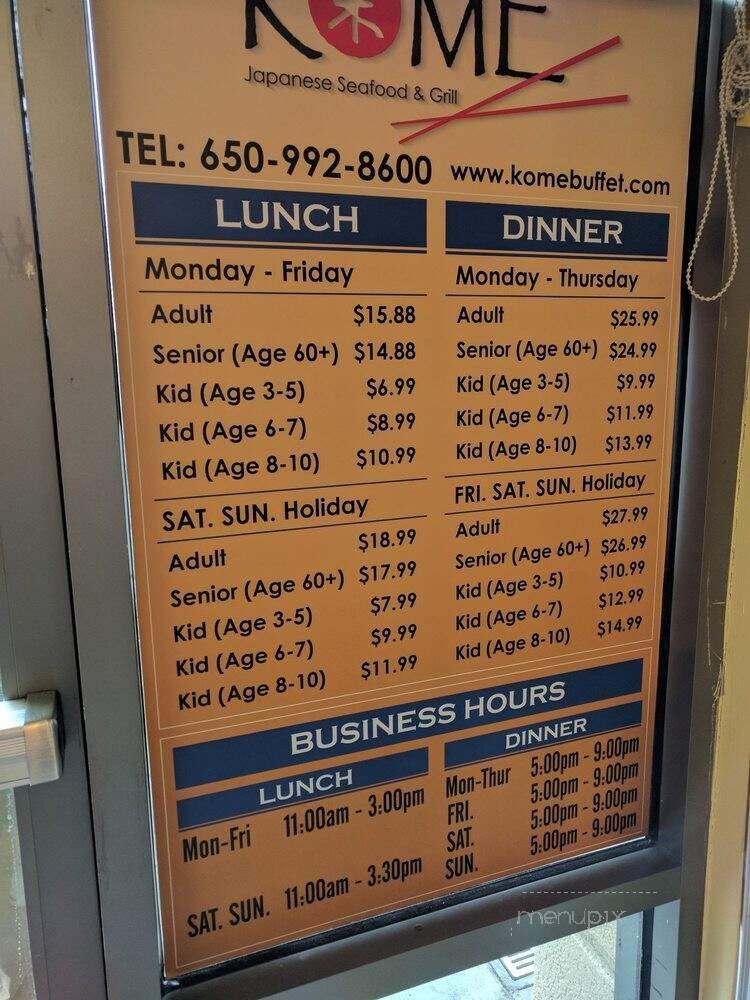 KOME
Japanese Seafood & Grill
TEL: 650-992-8600 www.komebuffet.com
LUNCH
Monday - Friday
Adult $15.88
Senior (Age 60+) $14.88
Kid (Age 3-5) $6.99
Kid (Age 6-7) $8.99
Kid (Age 8-10) $10.99
SAT. SUN. Holiday
Adult $18.99
Senior (Age 60+) $17.99
Kid (Age 3-5) $7.99
Kid (Age 6-7) $9.99
Kid (Age 8-10) $11.99
DINNER
Monday - Thursday
Adult $25.99
Senior (Age 60+) $24.99
Kid (Age 3-5) $9.99
Kid (Age 6-7) $11.99
Kid (Age 8-10) $13.99
FRI. SAT. SUN. Holiday
Adult $27.99
Senior (Age 60+) $26.99
Kid (Age 3-5) $10.99
Kid (Age 6-7) $12.99
Kid (Age 8-10) $14.99
BUSINESS HOURS
LUNCH
Mon-Fri 11:00am - 3:00pm
SAT. SUN. 11:00am - 3:30pm
DINNER
Mon-Thur 5:00pm - 9:00pm
FRI. 5:00pm - 9:00pm
SAT. 5:00pm - 9:00pm
SUN. 5:00pm - 9:00pm
menupix